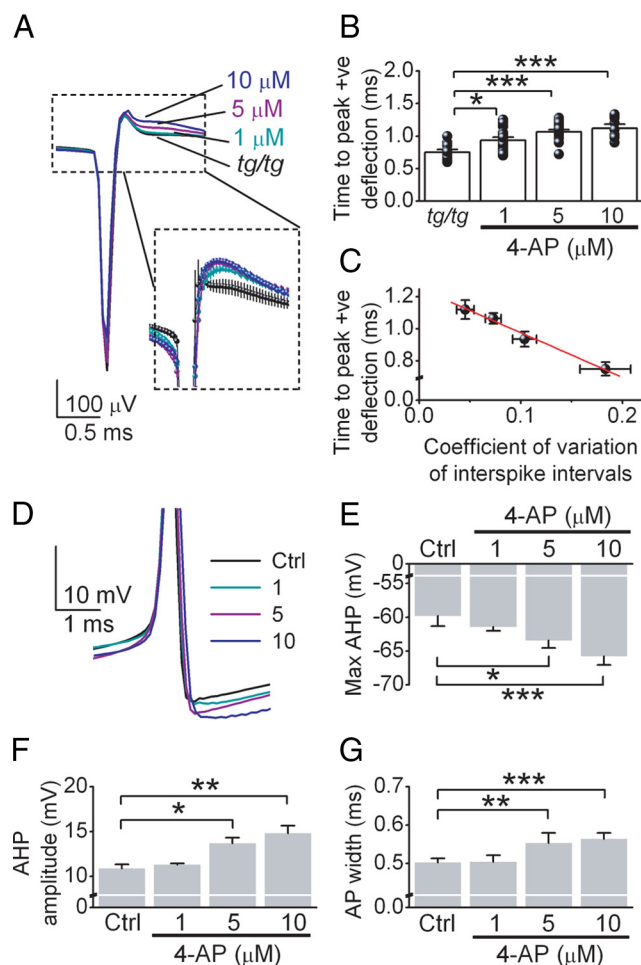 A
10 μM
5 μM
1 μM
tg/tg
100 μV
0.5 ms
B
Time to peak +ve
deflection (ms)
2.0
1.5
1.0
0.5
***
***
*
tg/tg
1
5
10
4-AP (μM)
C
Time to peak +ve
deflection (ms)
1.2
1.0
0.8
0.0
0.1
0.2
Coefficient of variation
of interspike intervals
D
10 mV
1 ms
Ctrl
1
5
10
E
4-AP (μM)
Ctrl
1
5
10
Max AHP (mV)
0
-55
-60
-65
-70
*
***
F
AHP
amplitude (mV)
20
15
10
0
**
*
Ctrl
1
5
10
4-AP (μM)
G
AP width (ms)
0.7
0.6
0.5
0.0
***
**
Ctrl
1
5
10
4-AP (μM)